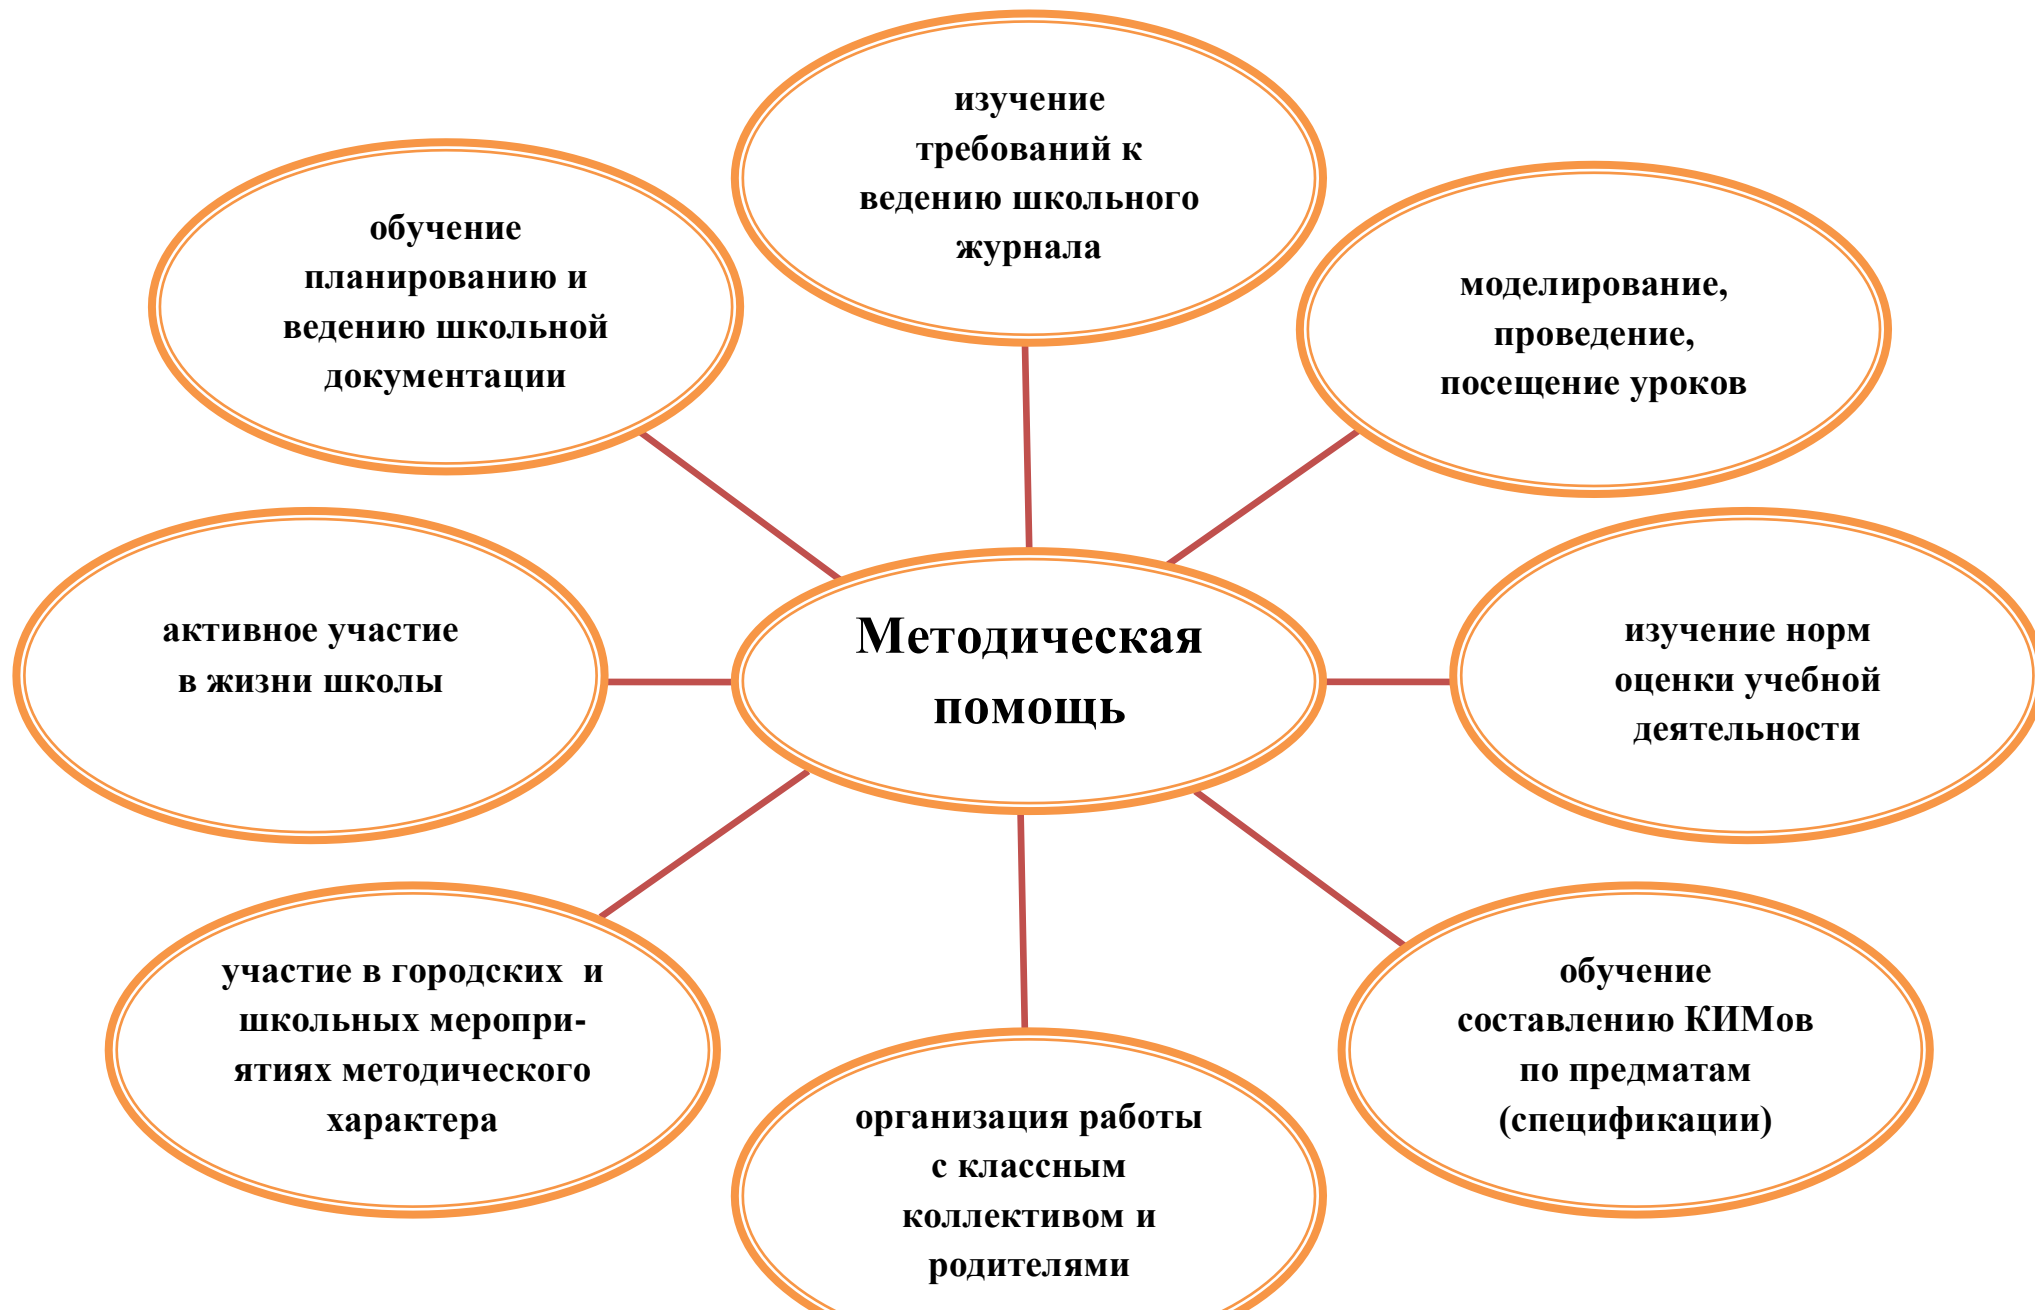 изучение
требований к
ведению школьного
журнала
обучение
планированию и
ведению школьной
документации
моделирование,
проведение,
посещение уроков
активное участие
в жизни школы
Методическая
помощь
изучение норм
оценки учебной
деятельности
участие в городских  и
школьных меропри-
ятиях методического
характера
организация работы
с классным
коллективом и
родителями
обучение
составлению КИМов
по предматам
(спецификации)